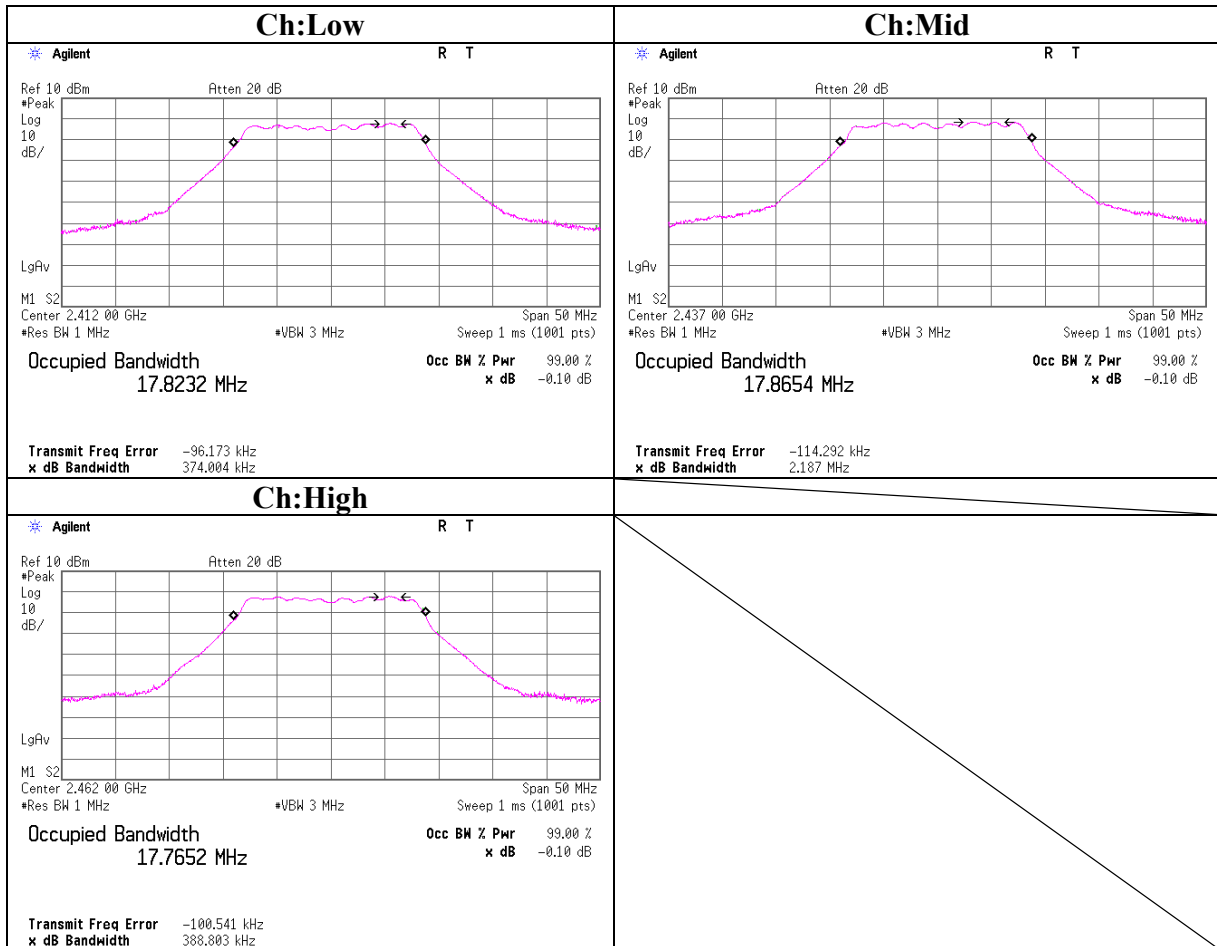 Ch:Low
Agilent R T
Ref 10 dBm Atten 20 dB
#Peak
Log
10
dB/
LgAv
M1 S2
Center 2.412 00 GHz Span 50 MHz
#Res BW 1 MHz #VBW 3 MHz Sweep 1 ms (1001 pts)
Occupied Bandwidth Occ BW % Pwr 99.00 %
17.8232 MHz x dB -0.10 dB
Transmit Freq Error -96.173 kHz
x dB Bandwidth 374.004 kHz
Ch:Mid
Agilent R T
Ref 10 dBm Atten 20 dB
#Peak
Log
10
dB/
LgAv
M1 S2
Center 2.437 00 GHz Span 50 MHz
#Res BW 1 MHz #VBW 3 MHz Sweep 1 ms (1001 pts)
Occupied Bandwidth Occ BW % Pwr 99.00 %
17.8654 MHz x dB -0.10 dB
Transmit Freq Error -114.292 kHz
x dB Bandwidth 2.187 MHz
Ch:High
Agilent R T
Ref 10 dBm Atten 20 dB
#Peak
Log
10
dB/
LgAv
M1 S2
Center 2.462 00 GHz Span 50 MHz
#Res BW 1 MHz #VBW 3 MHz Sweep 1 ms (1001 pts)
Occupied Bandwidth Occ BW % Pwr 99.00 %
17.7652 MHz x dB -0.10 dB
Transmit Freq Error -100.541 kHz
x dB Bandwidth 388.803 kHz